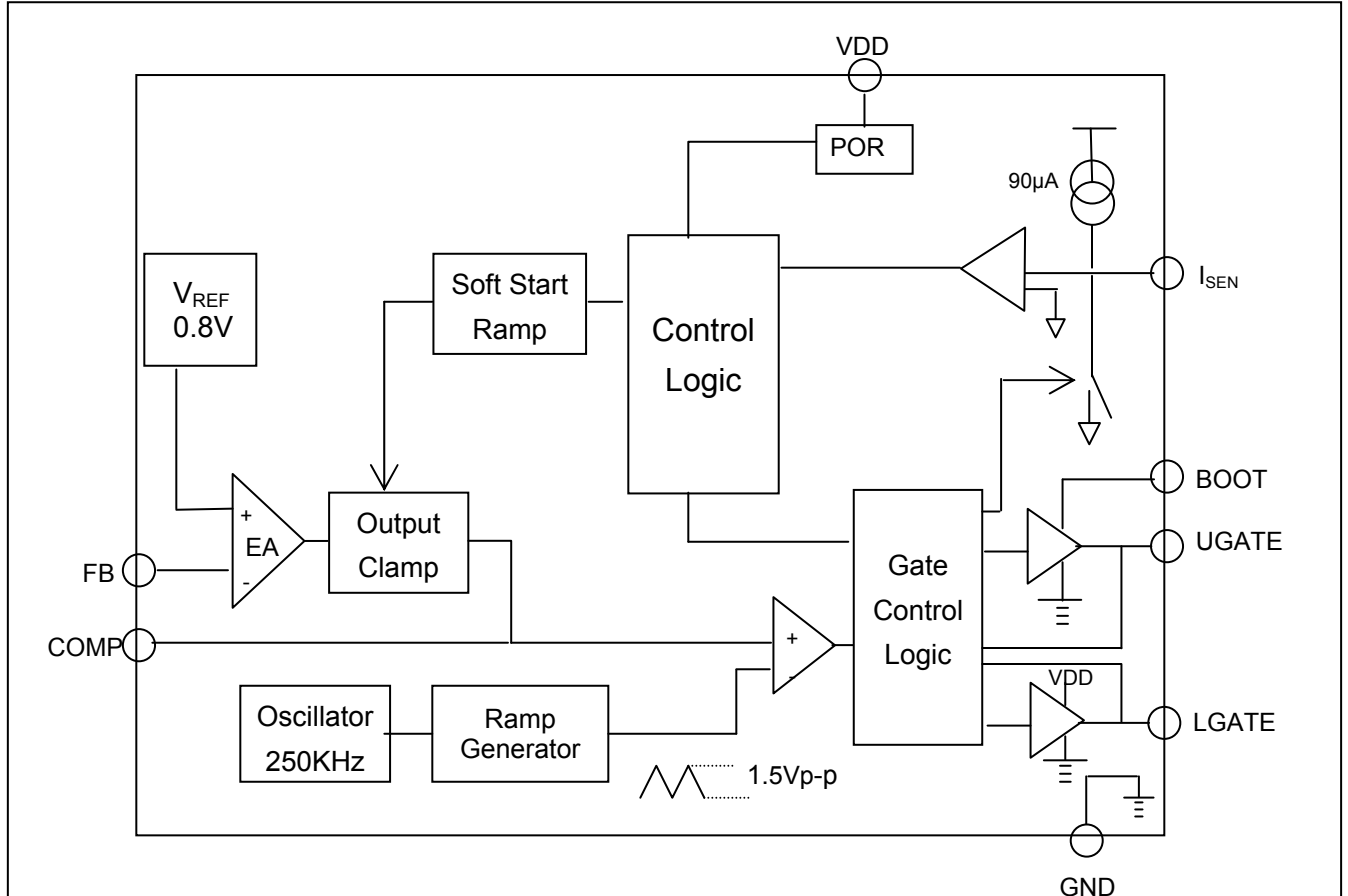 VDD
POR
90µA
ISEN
VREF
0.8V
Soft Start
Ramp
Control
Logic
BOOT
UGATE
+
EA
-
Output
Clamp
FB
COMP
Gate
Control
Logic
+
-
VDD
LGATE
Oscillator
250KHz
Ramp
Generator
1.5Vp-p
GND